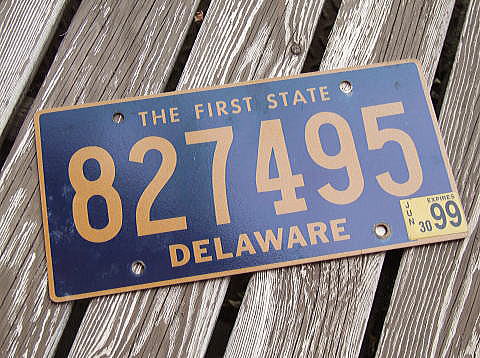 THE FIRST STATE
827495
JUN 30 EXPIRES 99
DELAWARE